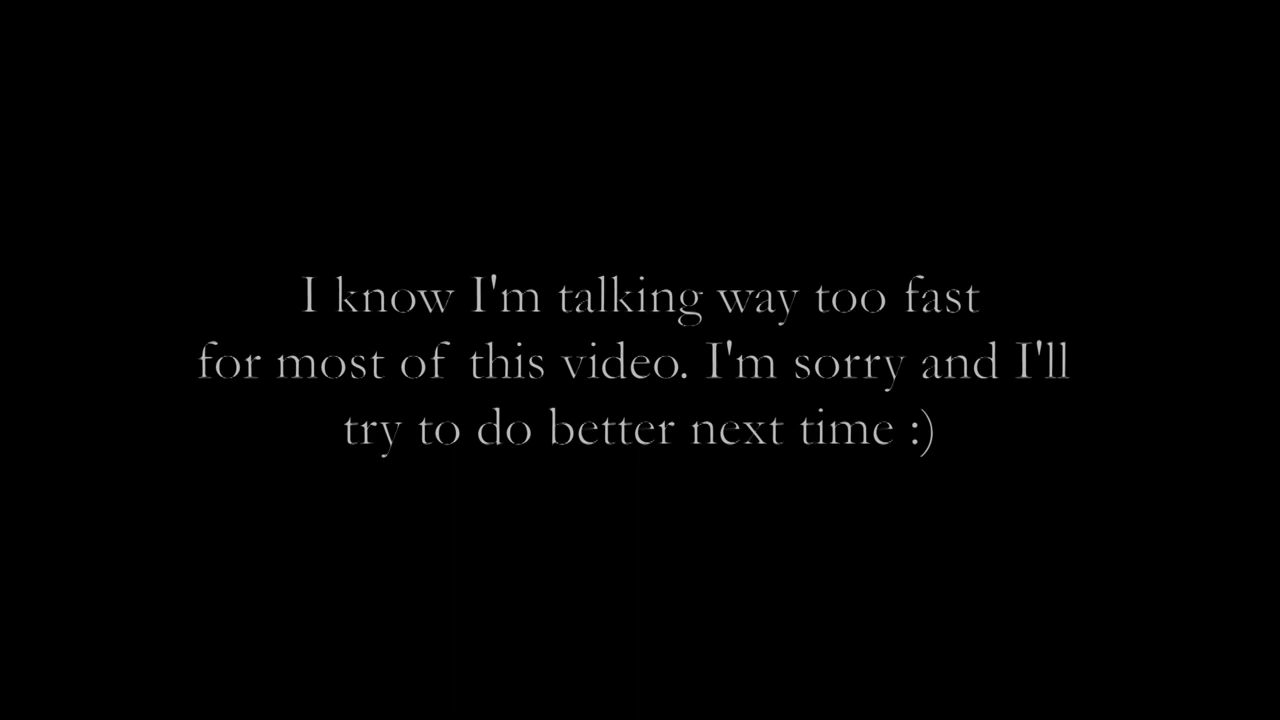 I know I'm talking way too fast
for most of this video. I'm sorry and I'll
try to do better next time :)